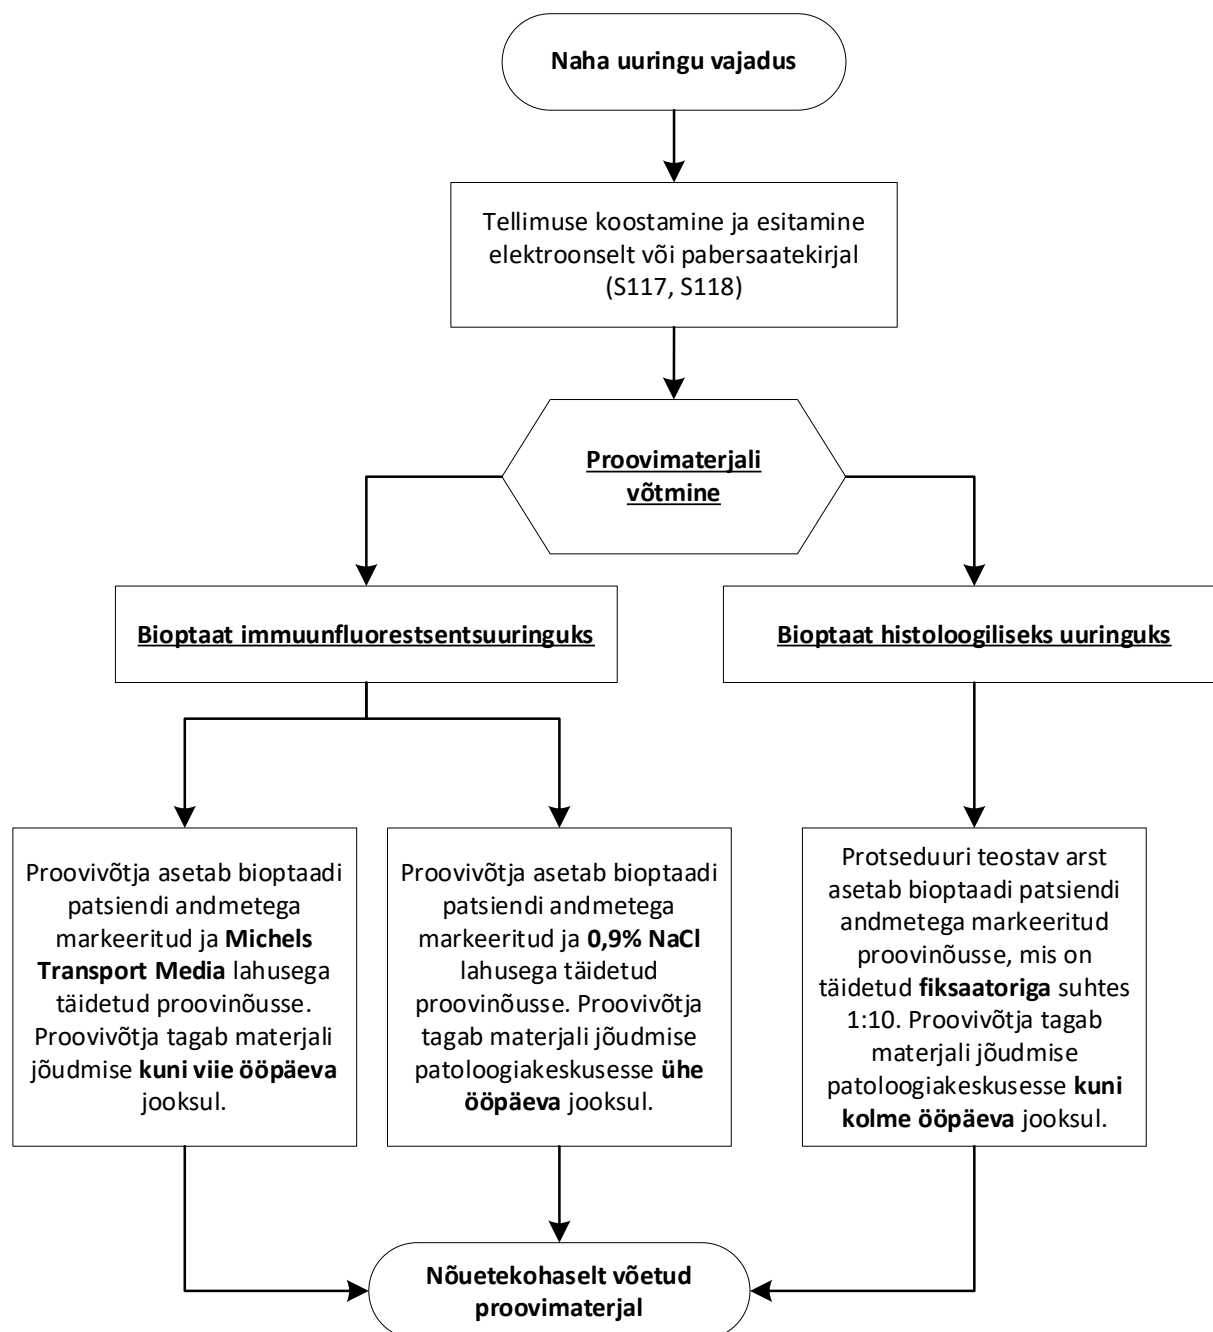 Naha uuringu vajadus
Tellimuse koostamine ja esitamine
elektroonselt või pabersaatekirjal
(S117, S118)
Proovimaterjali
võtmine
Bioptaat immuunfluorestsentsuuringuks
Bioptaat histoloogiliseks uuringuks
Proovivõtja asetab bioptaadi
patsiendi andmetega
markeeritud ja Michels
Transport Media lahusega
täidetud proovinõusse.
Proovivõtja tagab materjali
jõudmise kuni viie ööpäeva
jooksul.
Proovivõtja asetab bioptaadi
patsiendi andmetega
markeeritud ja 0,9% NaCl
lahusega täidetud
proovinõusse. Proovivõtja
tagab materjali jõudmise
patoloogiakeskusesse ühe
ööpäeva jooksul.
Protseduuri teostav arst
asetab bioptaadi patsiendi
andmetega markeeritud
proovinõusse, mis on
täidetud fiksaatoriga suhtes
1:10. Proovivõtja tagab
materjali jõudmise
patoloogiakeskusesse kuni
kolme ööpäeva jooksul.
Nõuetekohaselt võetud
proovimaterjal